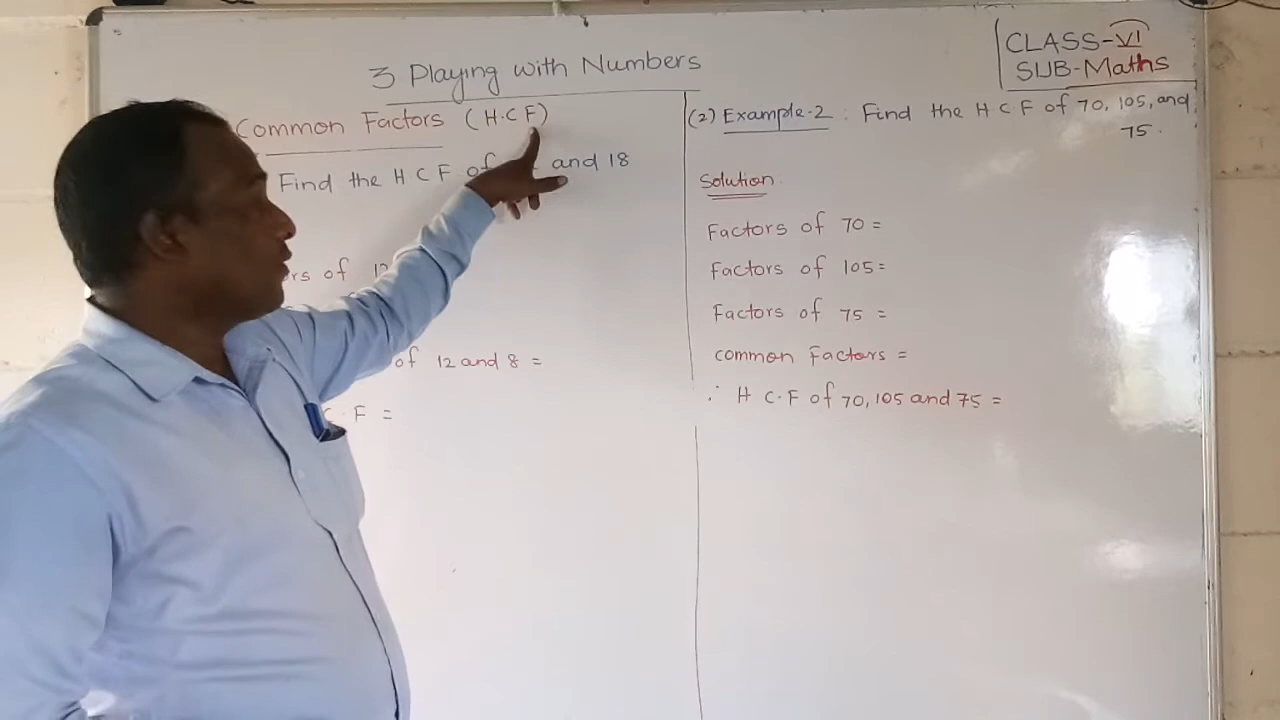 3 Playing with Numbers
CLASS-VI
SUB-Maths
Common Factors (H.C F)
Find the H C F of and 18
of 12
of 12 and 8 =
C. F =
(2) Example-2 : Find the H C F of 70, 105, and
75.
Solution
Factors of 70 =
Factors of 105=
Factors of 75 =
common Factors =
∴ H C.F of 70, 105 and 75 =